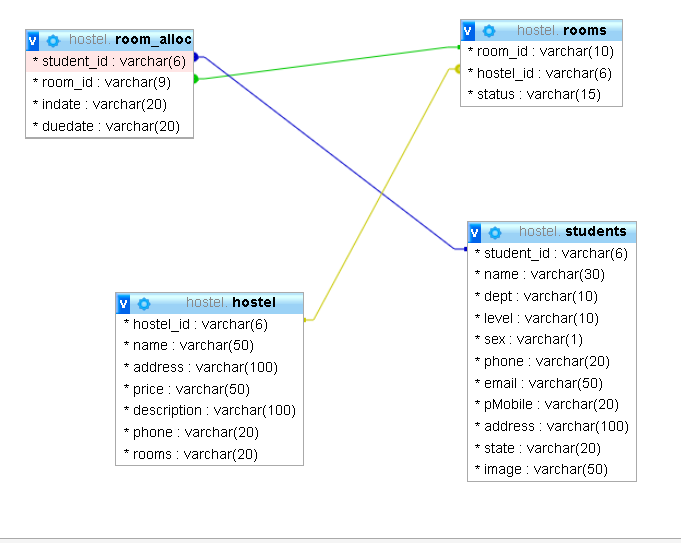 v hostel. room_alloc
* student_id : varchar(6)
* room_id : varchar(9)
* indate : varchar(20)
* duedate : varchar(20)
v hostel. rooms
* room_id : varchar(10)
* hostel_id : varchar(6)
* status : varchar(15)
v hostel. students
* student_id : varchar(6)
* name : varchar(30)
* dept : varchar(10)
* level : varchar(10)
* sex : varchar(1)
* phone : varchar(20)
* email : varchar(50)
* pMobile : varchar(20)
* address : varchar(100)
* state : varchar(20)
* image : varchar(50)
v hostel. hostel
* hostel_id : varchar(6)
* name : varchar(50)
* address : varchar(100)
* price : varchar(50)
* description : varchar(100)
* phone : varchar(20)
* rooms : varchar(20)